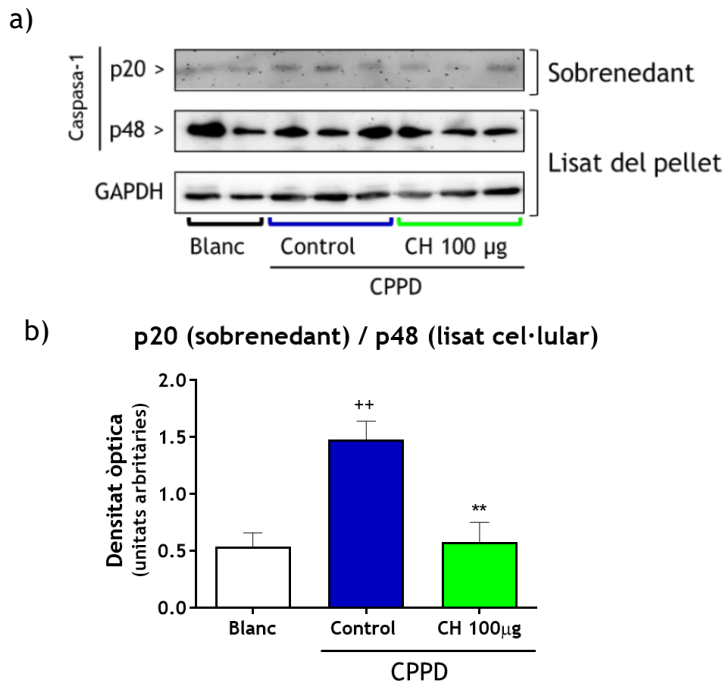 a)
Caspasa-1
p20 >
Sobrenedant
p48 >
Lisat del pellet
GAPDH
Blanc Control CH 100 µg
CPPD
b)
p20 (sobrenedant) / p48 (lisat cel·lular)
Densitat òptica
(unitats arbritàries)
2.0
1.5
1.0
0.5
0.0
++
**
Blanc Control CH 100µg
CPPD